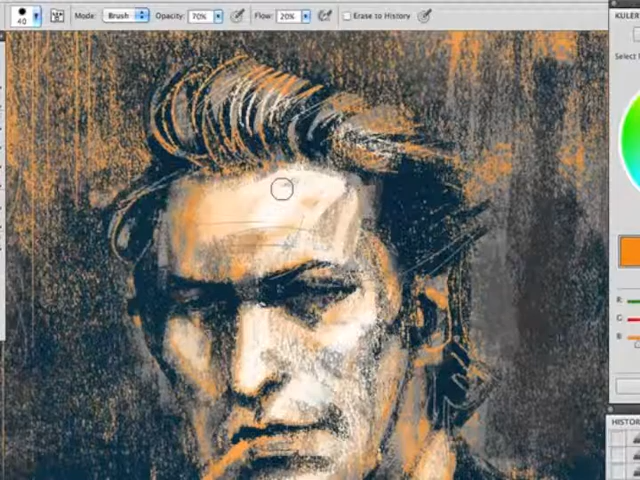 40 Mode: Brush Opacity: 70% Flow: 20% Erase to History
KULER
Select
R:
G:
B:
HISTOR